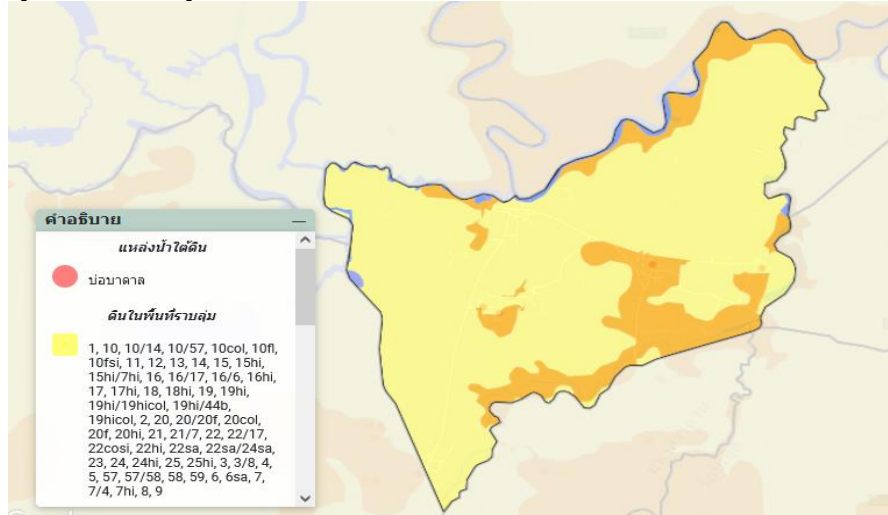 คำอธิบาย
แหล่งน้ำใต้ดิน
บ่อบาดาล
ดินในพื้นที่ราบลุ่ม
1, 10, 10/14, 10/57, 10col, 10fl,
10fsi, 11, 12, 13, 14, 15, 15hi,
15hi/7hi, 16, 16/17, 16/6, 16hi,
17, 17hi, 18, 18hi, 19, 19hi,
19hi/19hicol, 19hi/44b,
19hicol, 2, 20, 20/20f, 20col,
20f, 20hi, 21, 21/7, 22, 22/17,
22cosi, 22hi, 22sa, 22sa/24sa,
23, 24, 24hi, 25, 25hi, 3, 3/8, 4,
5, 57, 57/58, 58, 59, 6, 6sa, 7,
7/4, 7hi, 8, 9